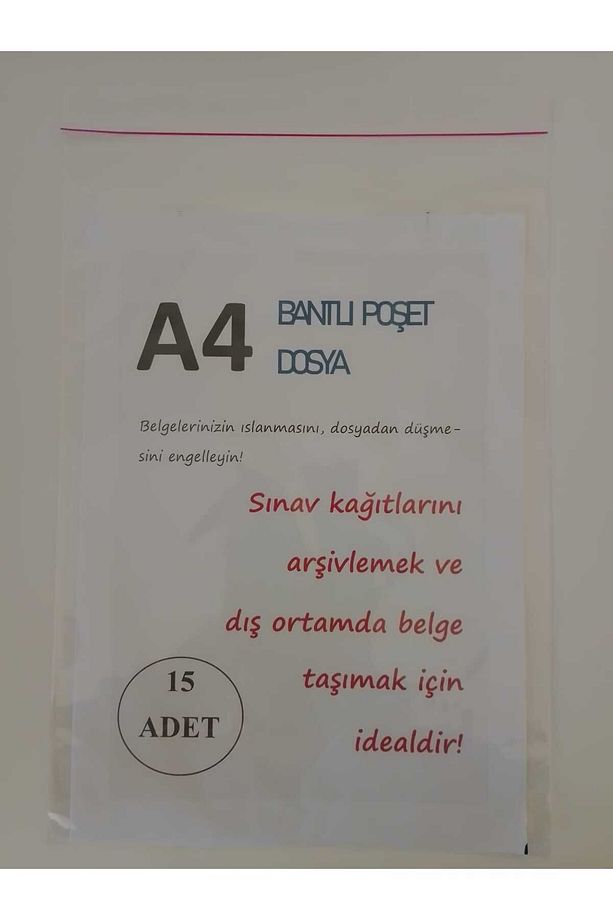 A4
BANTLI POŞET
DOSYA
Belgelerinizin ıslanmasını, dosyadan düşme-
sini engelleyin!
Sınav kağıtlarını
arşivlemek ve
dış ortamda belge
taşımak için
idealdir!
15
ADET